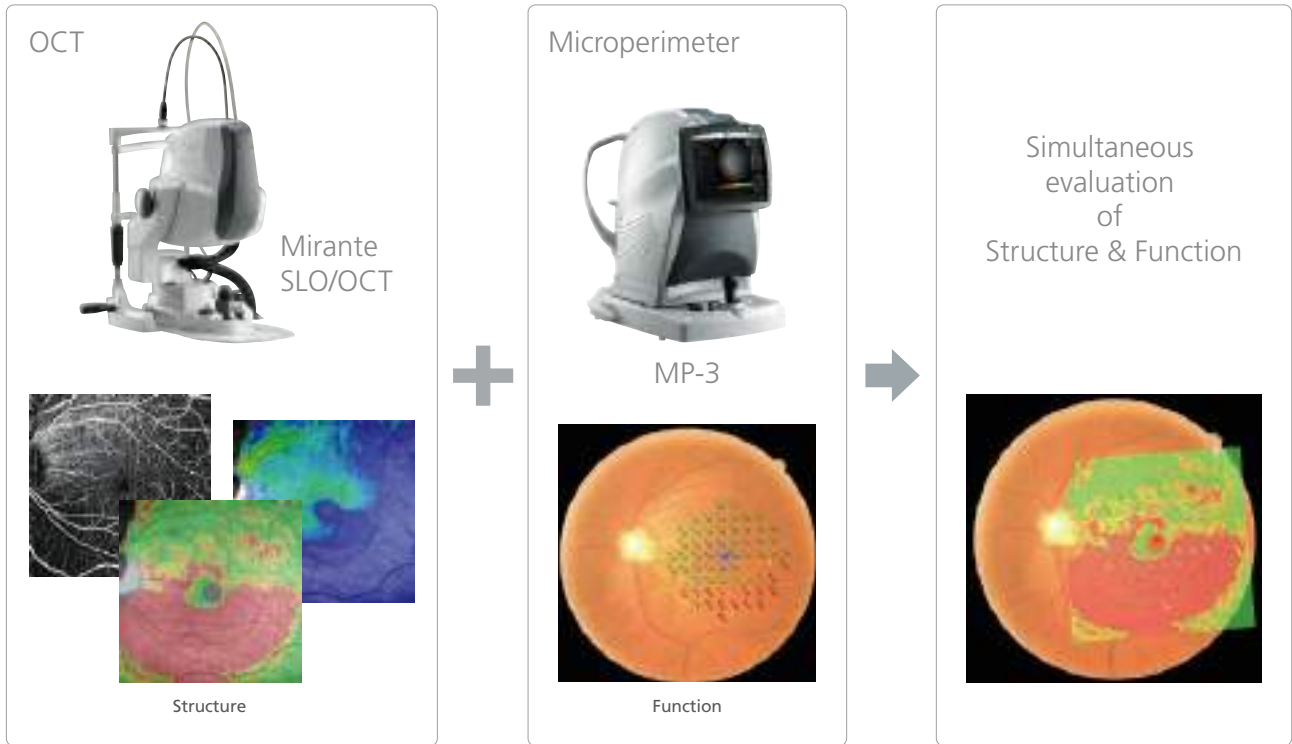 OCT
Mirante
SLO/OCT
Structure
Microperimeter
MP-3
Function
Simultaneous
evaluation
of
Structure & Function